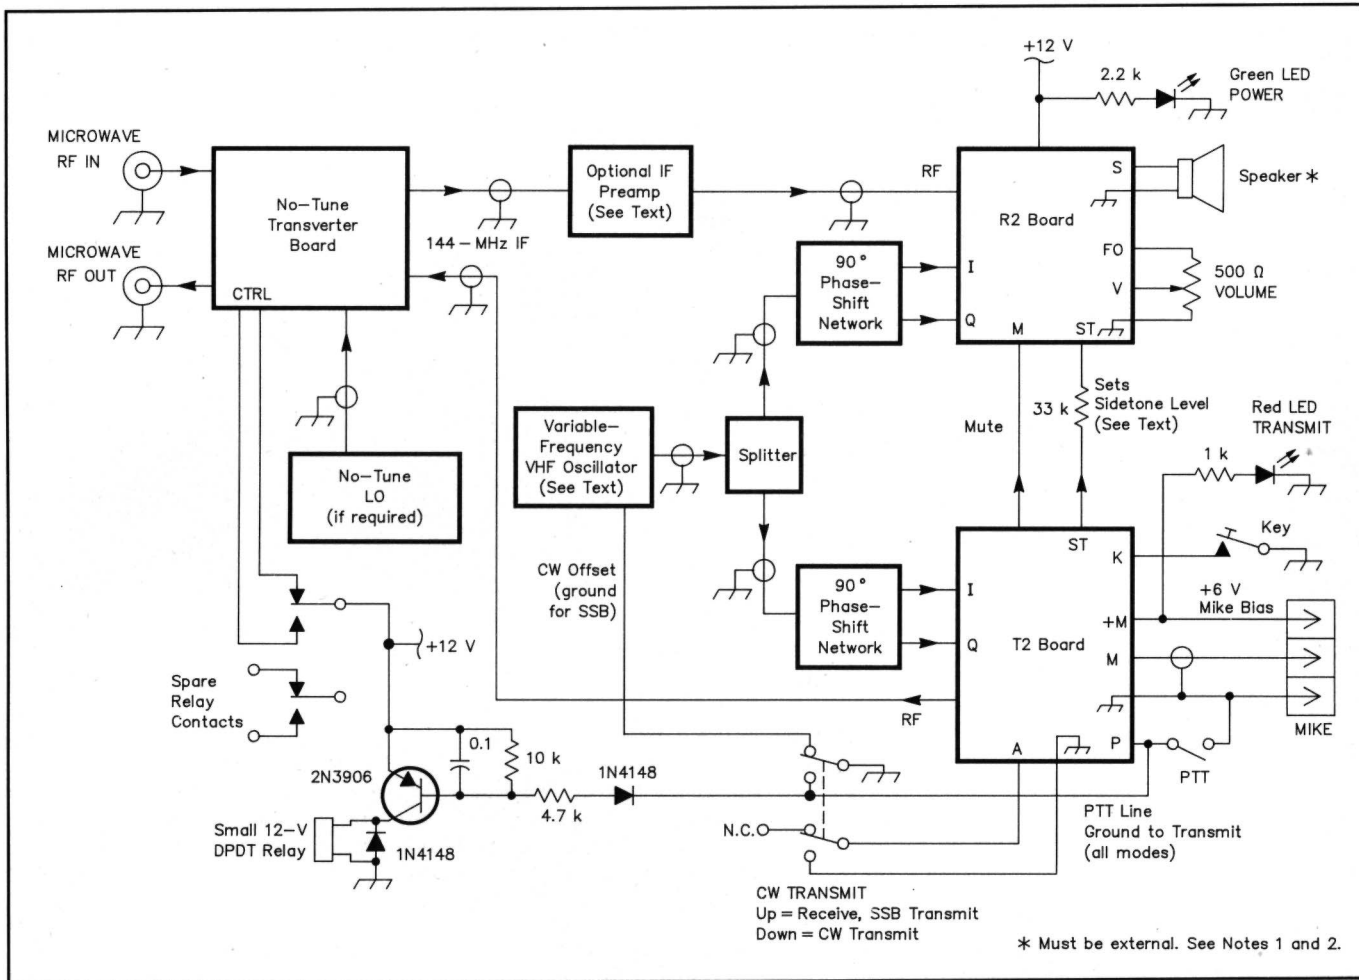 +12 V
2.2 k
Green LED
POWER
MICROWAVE
RF IN
No–Tune
Transverter
Board
Optional IF
Preamp
(See Text)
RF
S
Speaker*
R2 Board
144–MHz IF
MICROWAVE
RF OUT
CTRL
90°
Phase–
Shift
Network
I
Q
FO
V
500 Ω
VOLUME
M
ST
Sets
Sidetone Level
(See Text)
33 k
Mute
Red LED
TRANSMIT
1 k
Variable–
Frequency
VHF Oscillator
(See Text)
Splitter
No–Tune
LO
(if required)
ST
K
Key
CW Offset
(ground
for SSB)
90°
Phase–
Shift
Network
I
Q
+6 V
Mike Bias
+M
T2 Board
M
+12 V
Spare
Relay
Contacts
RF
MIKE
A
P
PTT
0.1
10 k
2N3906
1N4148
4.7 k
PTT Line
Ground to Transmit
(all modes)
Small 12–V
DPDT Relay
1N4148
N.C.
CW TRANSMIT
Up = Receive, SSB Transmit
Down = CW Transmit
* Must be external. See Notes 1 and 2.